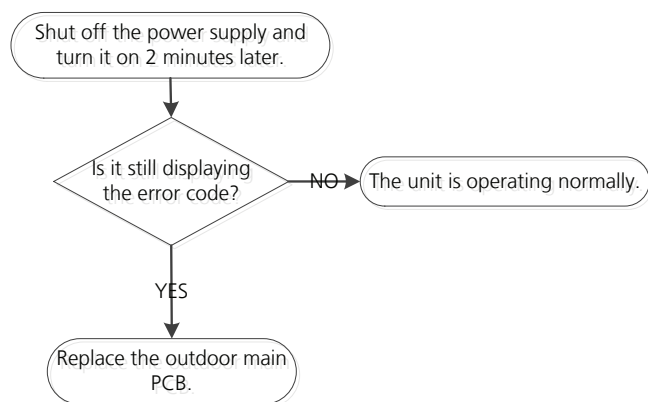 Shut off the power supply and
turn it on 2 minutes later.
Is it still displaying
the error code?
NO
The unit is operating normally.
YES
Replace the outdoor main
PCB.